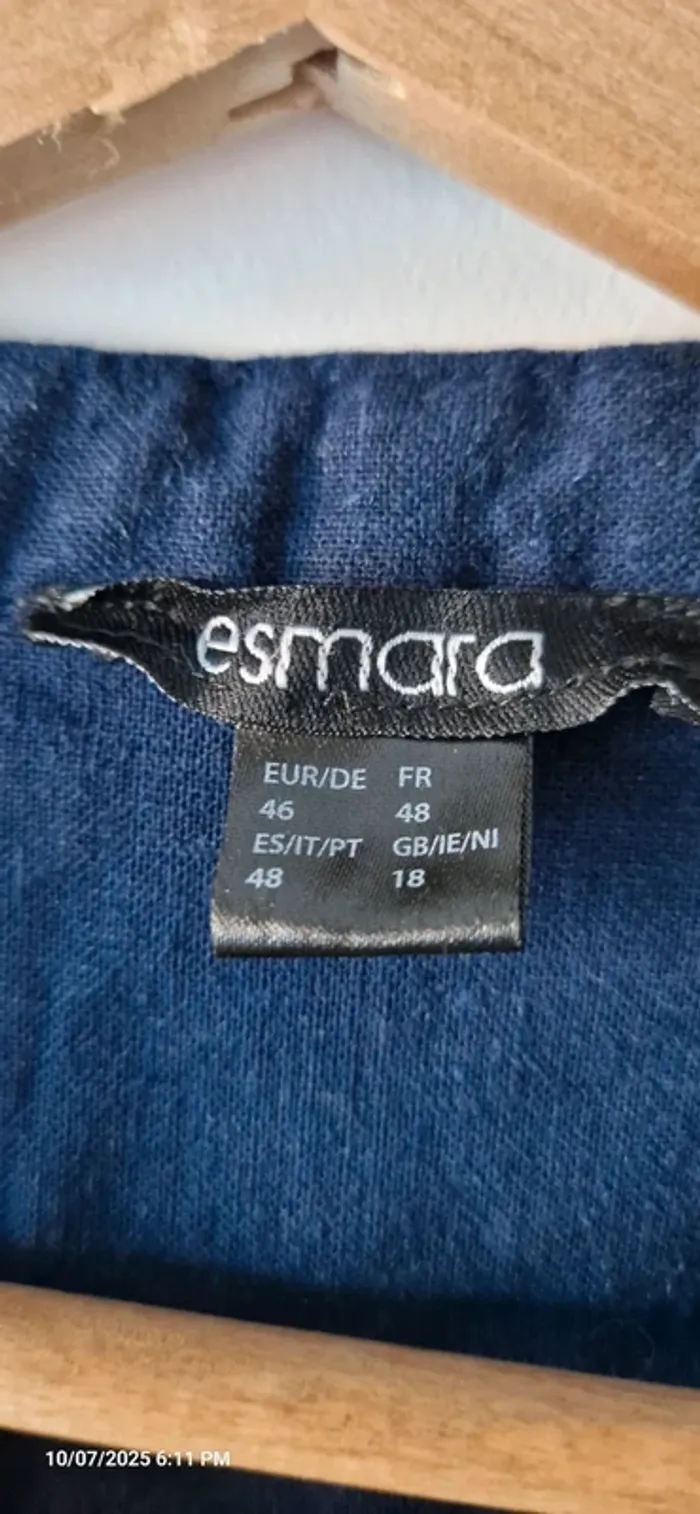 esmara
EUR/DE FR
46 48
ES/IT/PT GB/IE/NI
48 18
10/07/2025 6:11 PM